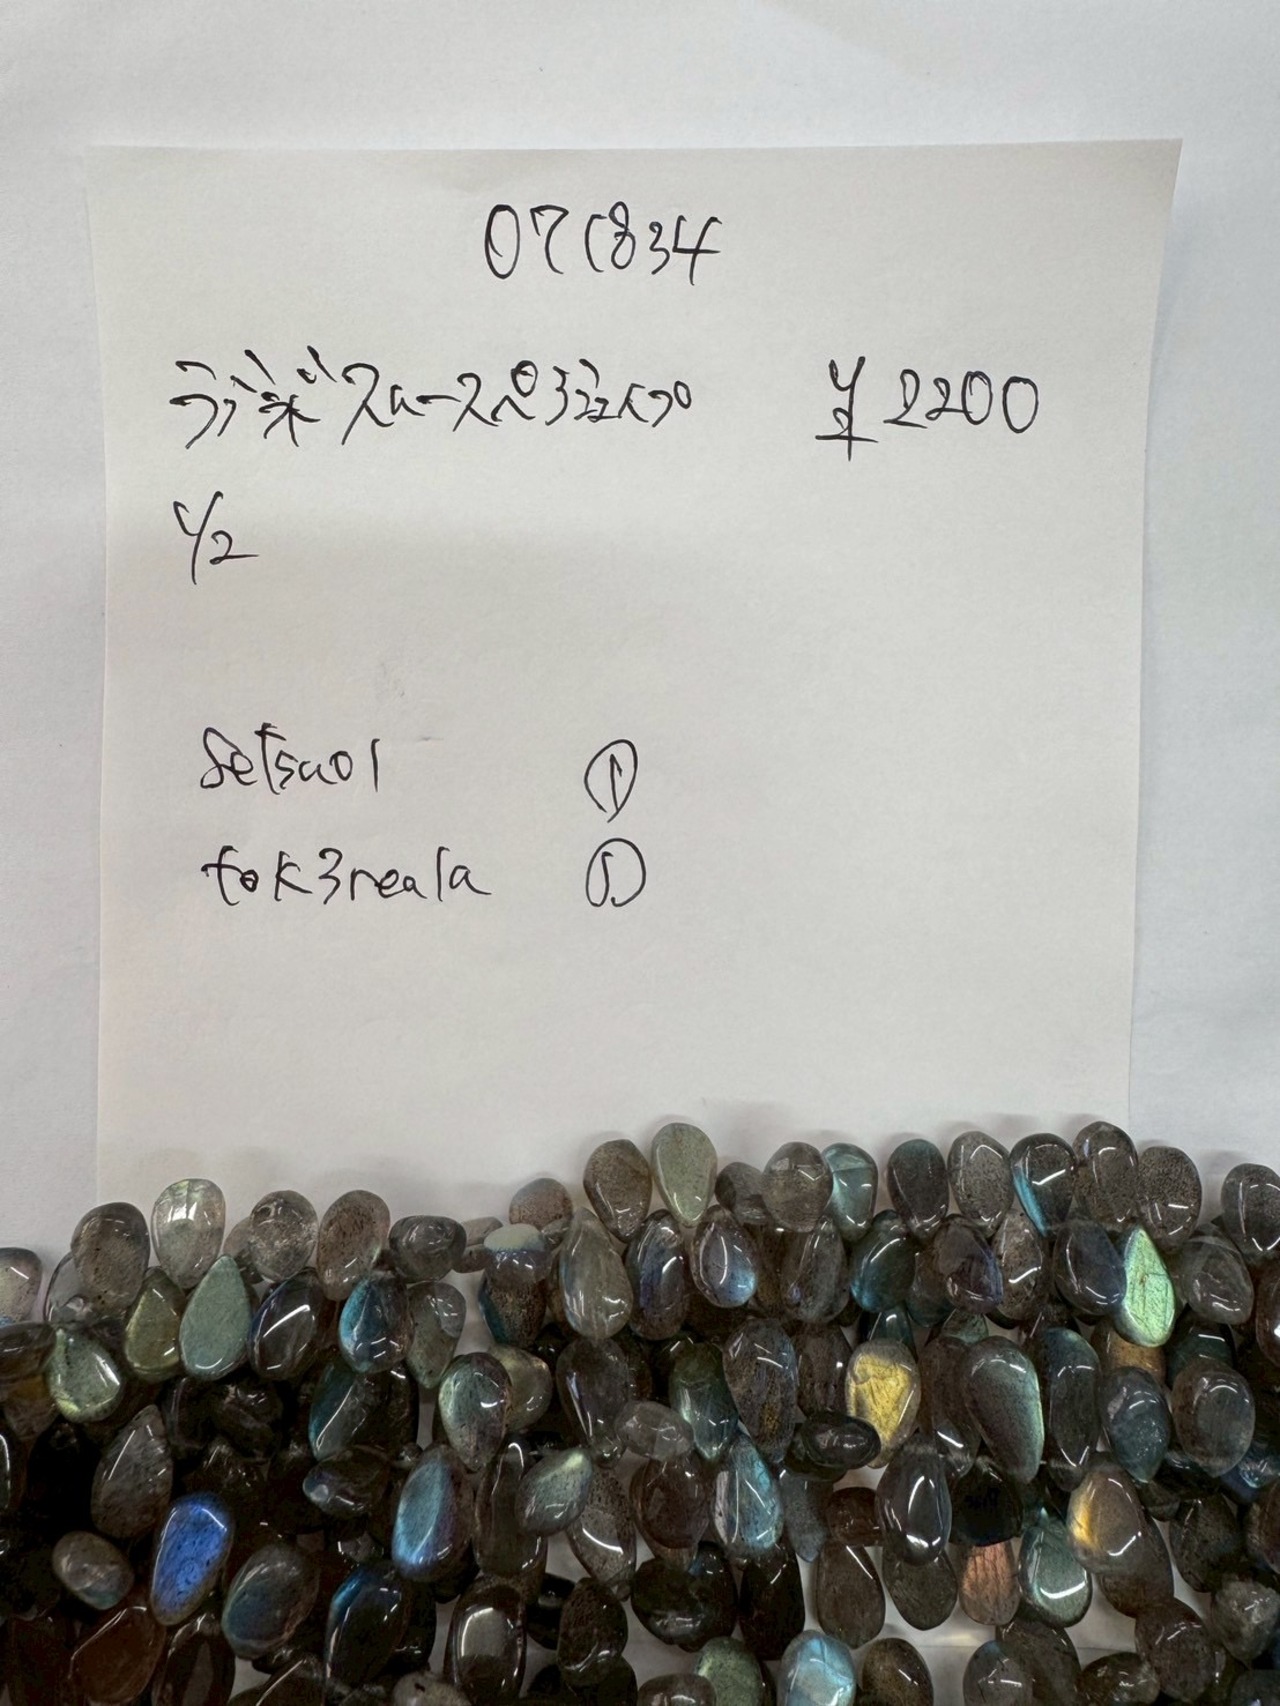 071834
ラブラド スムースペアシェイプ ¥2200
1/2
setsu01 ①
tok3reala ①